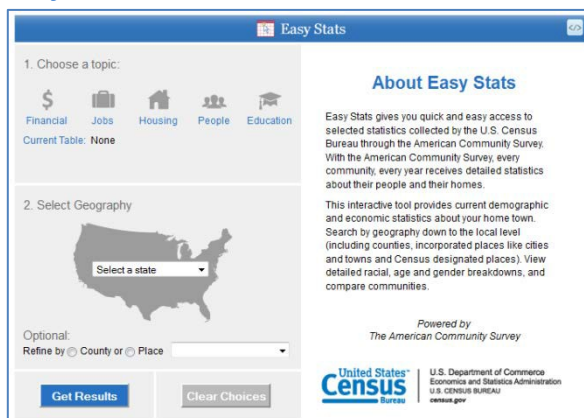 Easy Stats
</>
1. Choose a topic:
$
Financial Jobs Housing People Education
Current Table: None
2. Select Geography
Select a state
Optional:
Refine by County or Place
Get Results
Clear Choices
About Easy Stats
Easy Stats gives you quick and easy access to
selected statistics collected by the U.S. Census
Bureau through the American Community Survey.
With the American Community Survey, every
community, every year receives detailed statistics
about their people and their homes.
This interactive tool provides current demographic
and economic statistics about your home town.
Search by geography down to the local level
(including counties, incorporated places like cities
and towns and Census designated places). View
detailed racial, age and gender breakdowns, and
compare communities.
Powered by
The American Community Survey
United States™
Census
Bureau
U.S. Department of Commerce
Economics and Statistics Administration
U.S. CENSUS BUREAU
census.gov